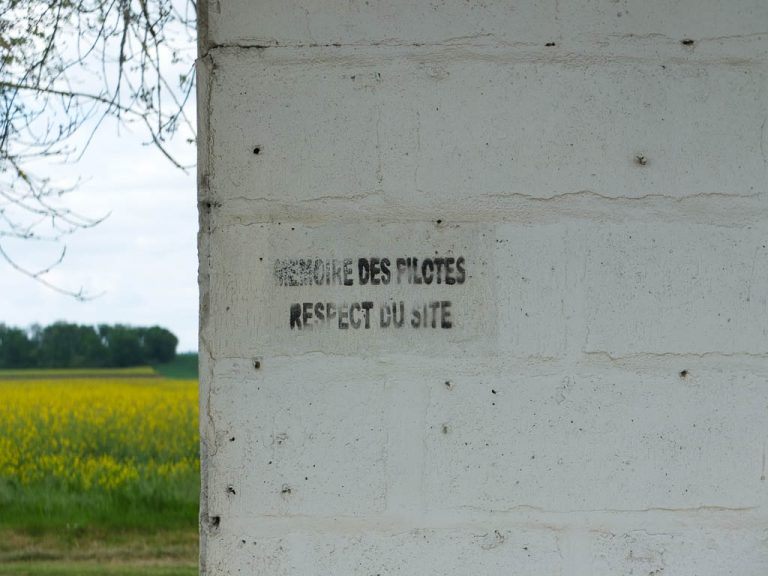 MEMOIRE DES PILOTES
RESPECT DU SITE